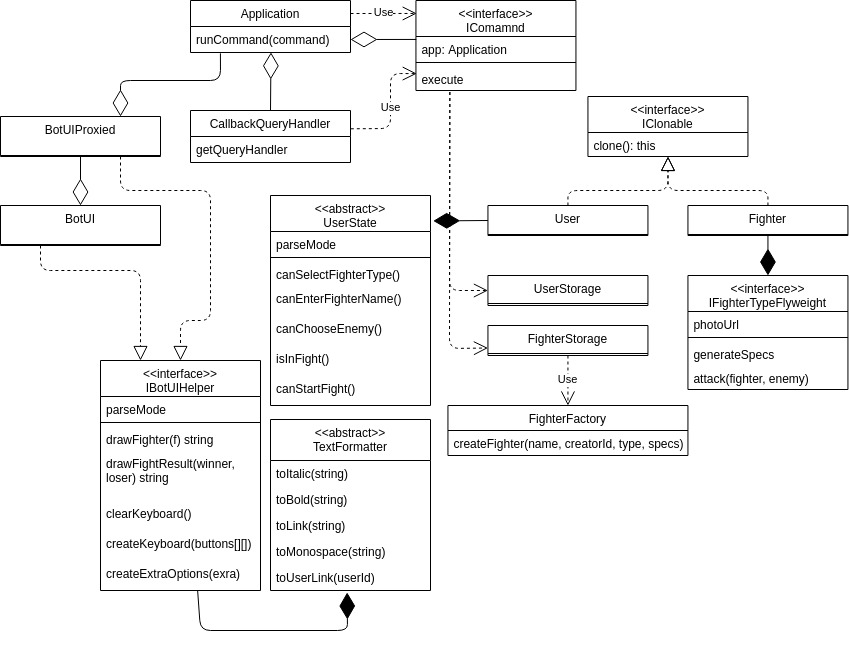 Application
runCommand(command)
Use
<<interface>>
IComamnd
app: Application
execute
Use
CallbackQueryHandler
getQueryHandler
<<interface>>
IClonable
clone(): this
BotUIProxied
BotUI
<<abstract>>
UserState
parseMode
canSelectFighterType()
canEnterFighterName()
canChooseEnemy()
isInFight()
canStartFight()
User
Fighter
UserStorage
FighterStorage
Use
<<interface>>
IFighterTypeFlyweight
photoUrl
generateSpecs
attack(fighter, enemy)
FighterFactory
createFighter(name, creatorId, type, specs)
<<interface>>
IBotUIHelper
parseMode
drawFighter(f) string
drawFightResult(winner,
loser) string
clearKeyboard()
createKeyboard(buttons[][])
createExtraOptions(exra)
<<abstract>>
TextFormatter
toItalic(string)
toBold(string)
toLink(string)
toMonospace(string)
toUserLink(userId)